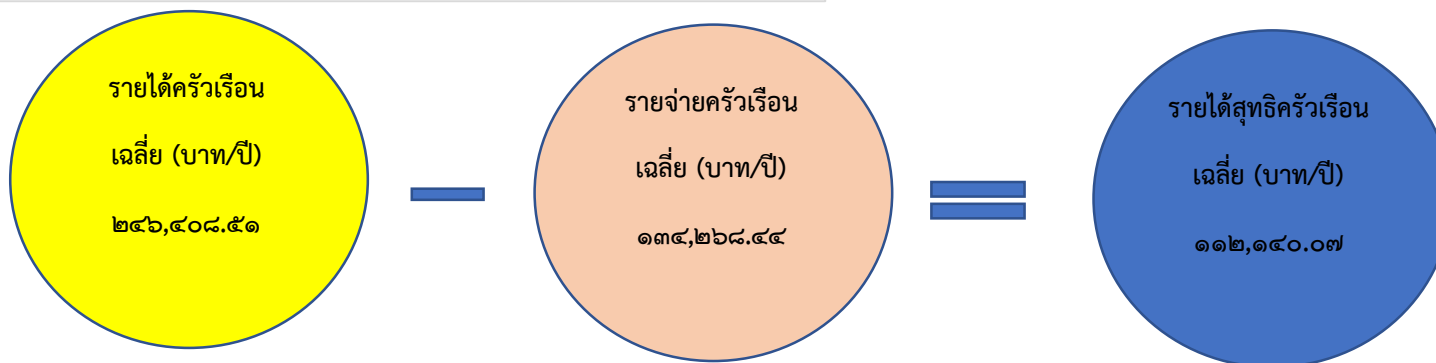 รายได้ครัวเรือน
เฉลี่ย (บาท/ปี)
๒๔๖,๔๐๘.๕๑
รายจ่ายครัวเรือน
เฉลี่ย (บาท/ปี)
๑๓๔,๒๖๘.๔๔
รายได้สุทธิครัวเรือน
เฉลี่ย (บาท/ปี)
๑๑๒,๑๔๐.๐๗